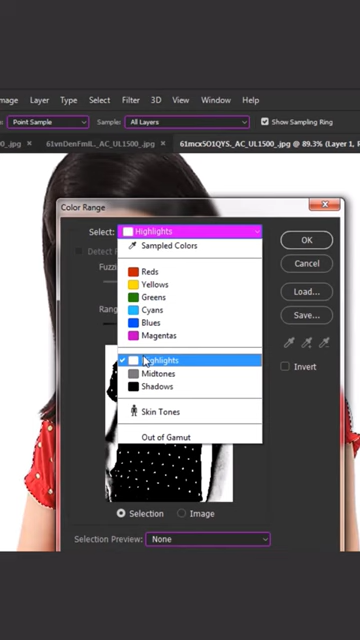 mage Layer Type Select Filter 3D View Window Help
Point Sample Sample: All Layers Show Sampling Ring
_.jpg 61vnDenFmlL._AC_UL1500_.jpg 61mcx5O1QYS._AC_UL1500_.jpg @ 89.3% (Layer 1,
Color Range
Select: Highlights
OK
Sampled Colors
Detect
Cancel
Fuzzi
Reds
Yellows
Load...
Greens
Rang
Cyans
Save...
Blues
Magentas
Highlights
Invert
Midtones
Shadows
Skin Tones
Out of Gamut
Selection Image
Selection Preview: None